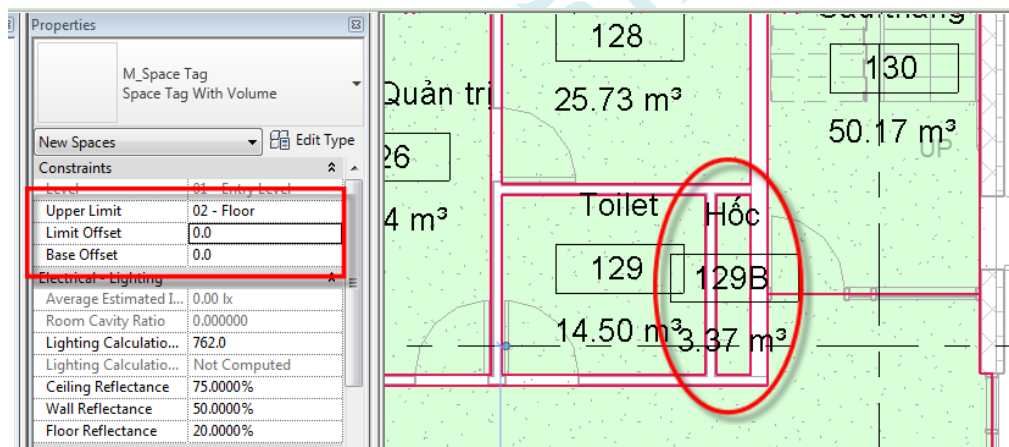 Properties
M_Space Tag
Space Tag With Volume
New Spaces
Edit Type
Constraints
Level 01 - Entry Level
Upper Limit 02 - Floor
Limit Offset 0.0
Base Offset 0.0
Electrical - Lighting
Average Estimated I... 0.00 lx
Room Cavity Ratio 0.000000
Lighting Calculatio... 762.0
Lighting Calculatio... Not Computed
Ceiling Reflectance 75.0000%
Wall Reflectance 50.0000%
Floor Reflectance 20.0000%
128
25.73 m³
Quản trị
26
4 m³
130
50.17 m³
UP
Toilet
129
14.50 m³
Hốc
129B
3.37 m³